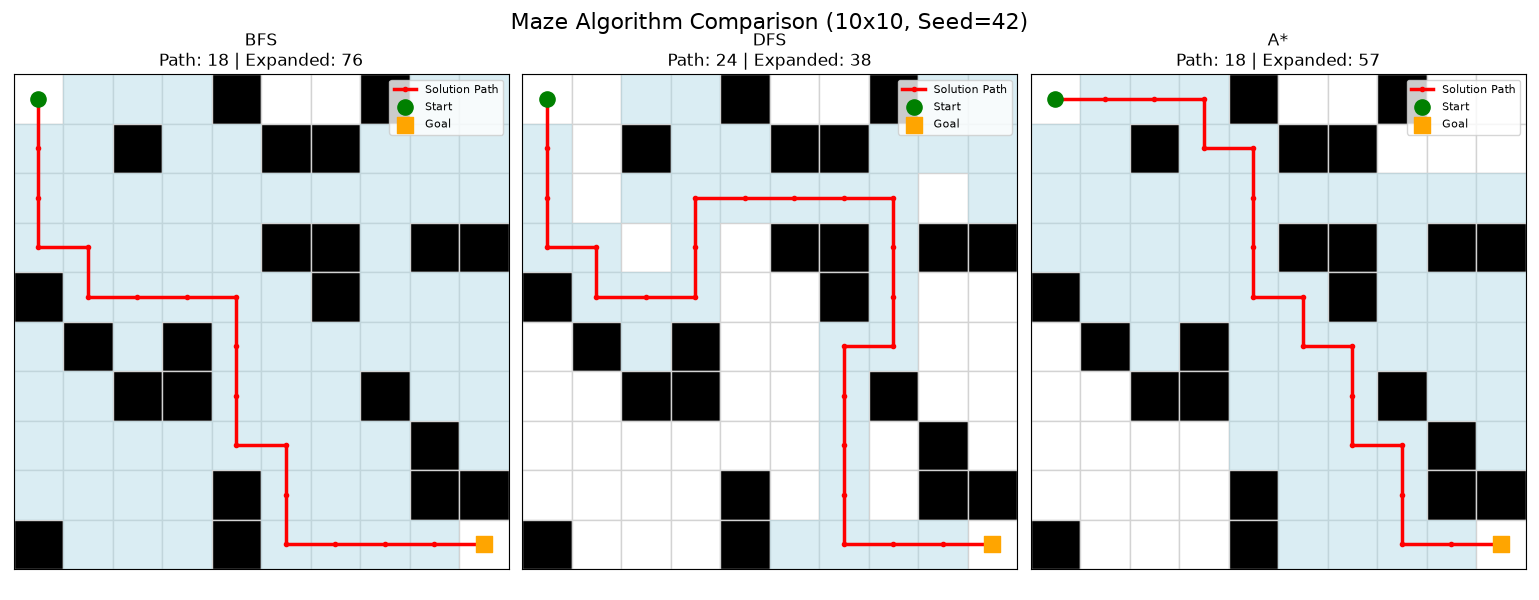 Maze Algorithm Comparison (10x10, Seed=42)
BFS
Path: 18 | Expanded: 76
Solution Path
Start
Goal
DFS
Path: 24 | Expanded: 38
Solution Path
Start
Goal
A*
Path: 18 | Expanded: 57
Solution Path
Start
Goal